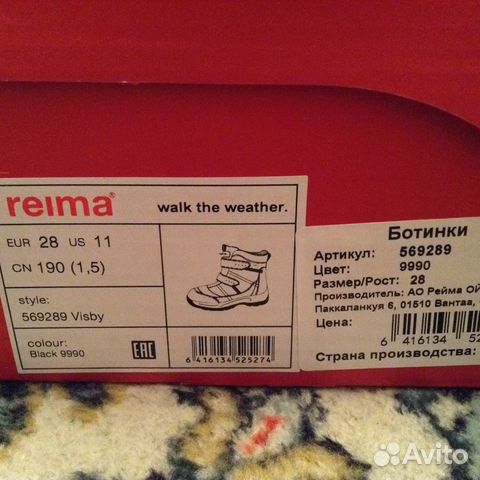 reima®
walk the weather.
EUR 28 US 11
CN 190 (1,5)
style:
569289 Visby
colour:
Black 9990
EAC
6 416134 525274
Ботинки
Артикул: 569289
Цвет: 9990
Размер/Рост: 28
Производитель: АО Рейма Ой
Паккаланкуя 6, 01510 Вантаа,
Цена:
6 416134 52
Страна производства:
Avito